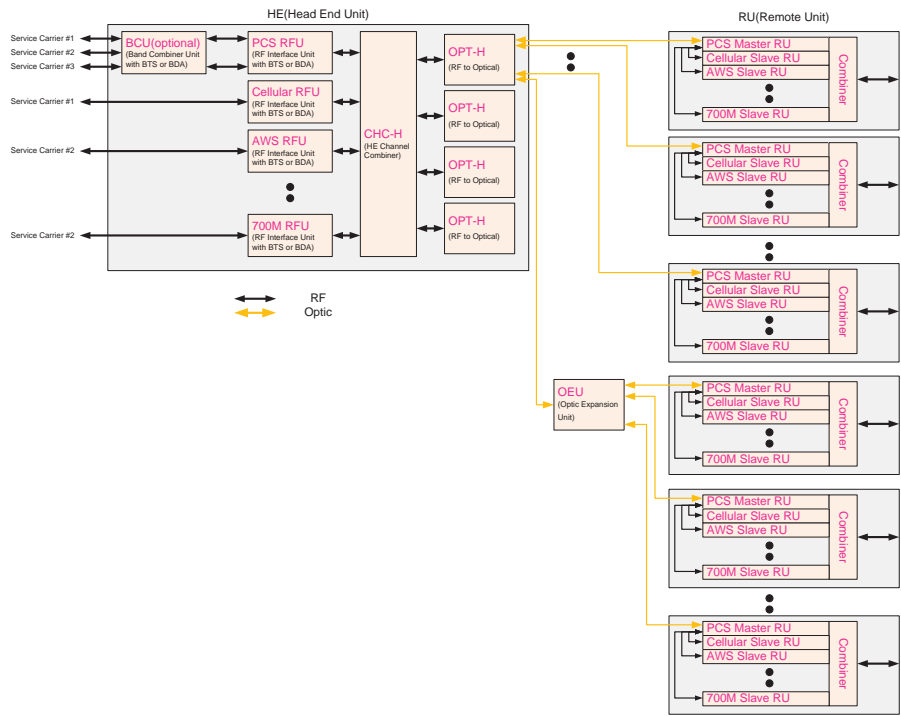 HE(Head End Unit)
RU(Remote Unit)
Service Carrier #1
Service Carrier #2
Service Carrier #3
BCU(optional)
(Band Combiner Unit
with BTS or BDA)
PCS RFU
(RF Interface Unit
with BTS or BDA)
Service Carrier #1
Cellular RFU
(RF Interface Unit
with BTS or BDA)
Service Carrier #2
AWS RFU
(RF Interface Unit
with BTS or BDA)
Service Carrier #2
700M RFU
(RF Interface Unit
with BTS or BDA)
CHC-H
(HE Channel
Combiner)
OPT-H
(RF to Optical)
OPT-H
(RF to Optical)
OPT-H
(RF to Optical)
OPT-H
(RF to Optical)
RF
Optic
OEU
(Optic Expansion
Unit)
PCS Master RU
Cellular Slave RU
AWS Slave RU
700M Slave RU
Combiner
PCS Master RU
Cellular Slave RU
AWS Slave RU
700M Slave RU
Combiner
PCS Master RU
Cellular Slave RU
AWS Slave RU
700M Slave RU
Combiner
PCS Master RU
Cellular Slave RU
AWS Slave RU
700M Slave RU
Combiner
PCS Master RU
Cellular Slave RU
AWS Slave RU
700M Slave RU
Combiner
PCS Master RU
Cellular Slave RU
AWS Slave RU
700M Slave RU
Combiner